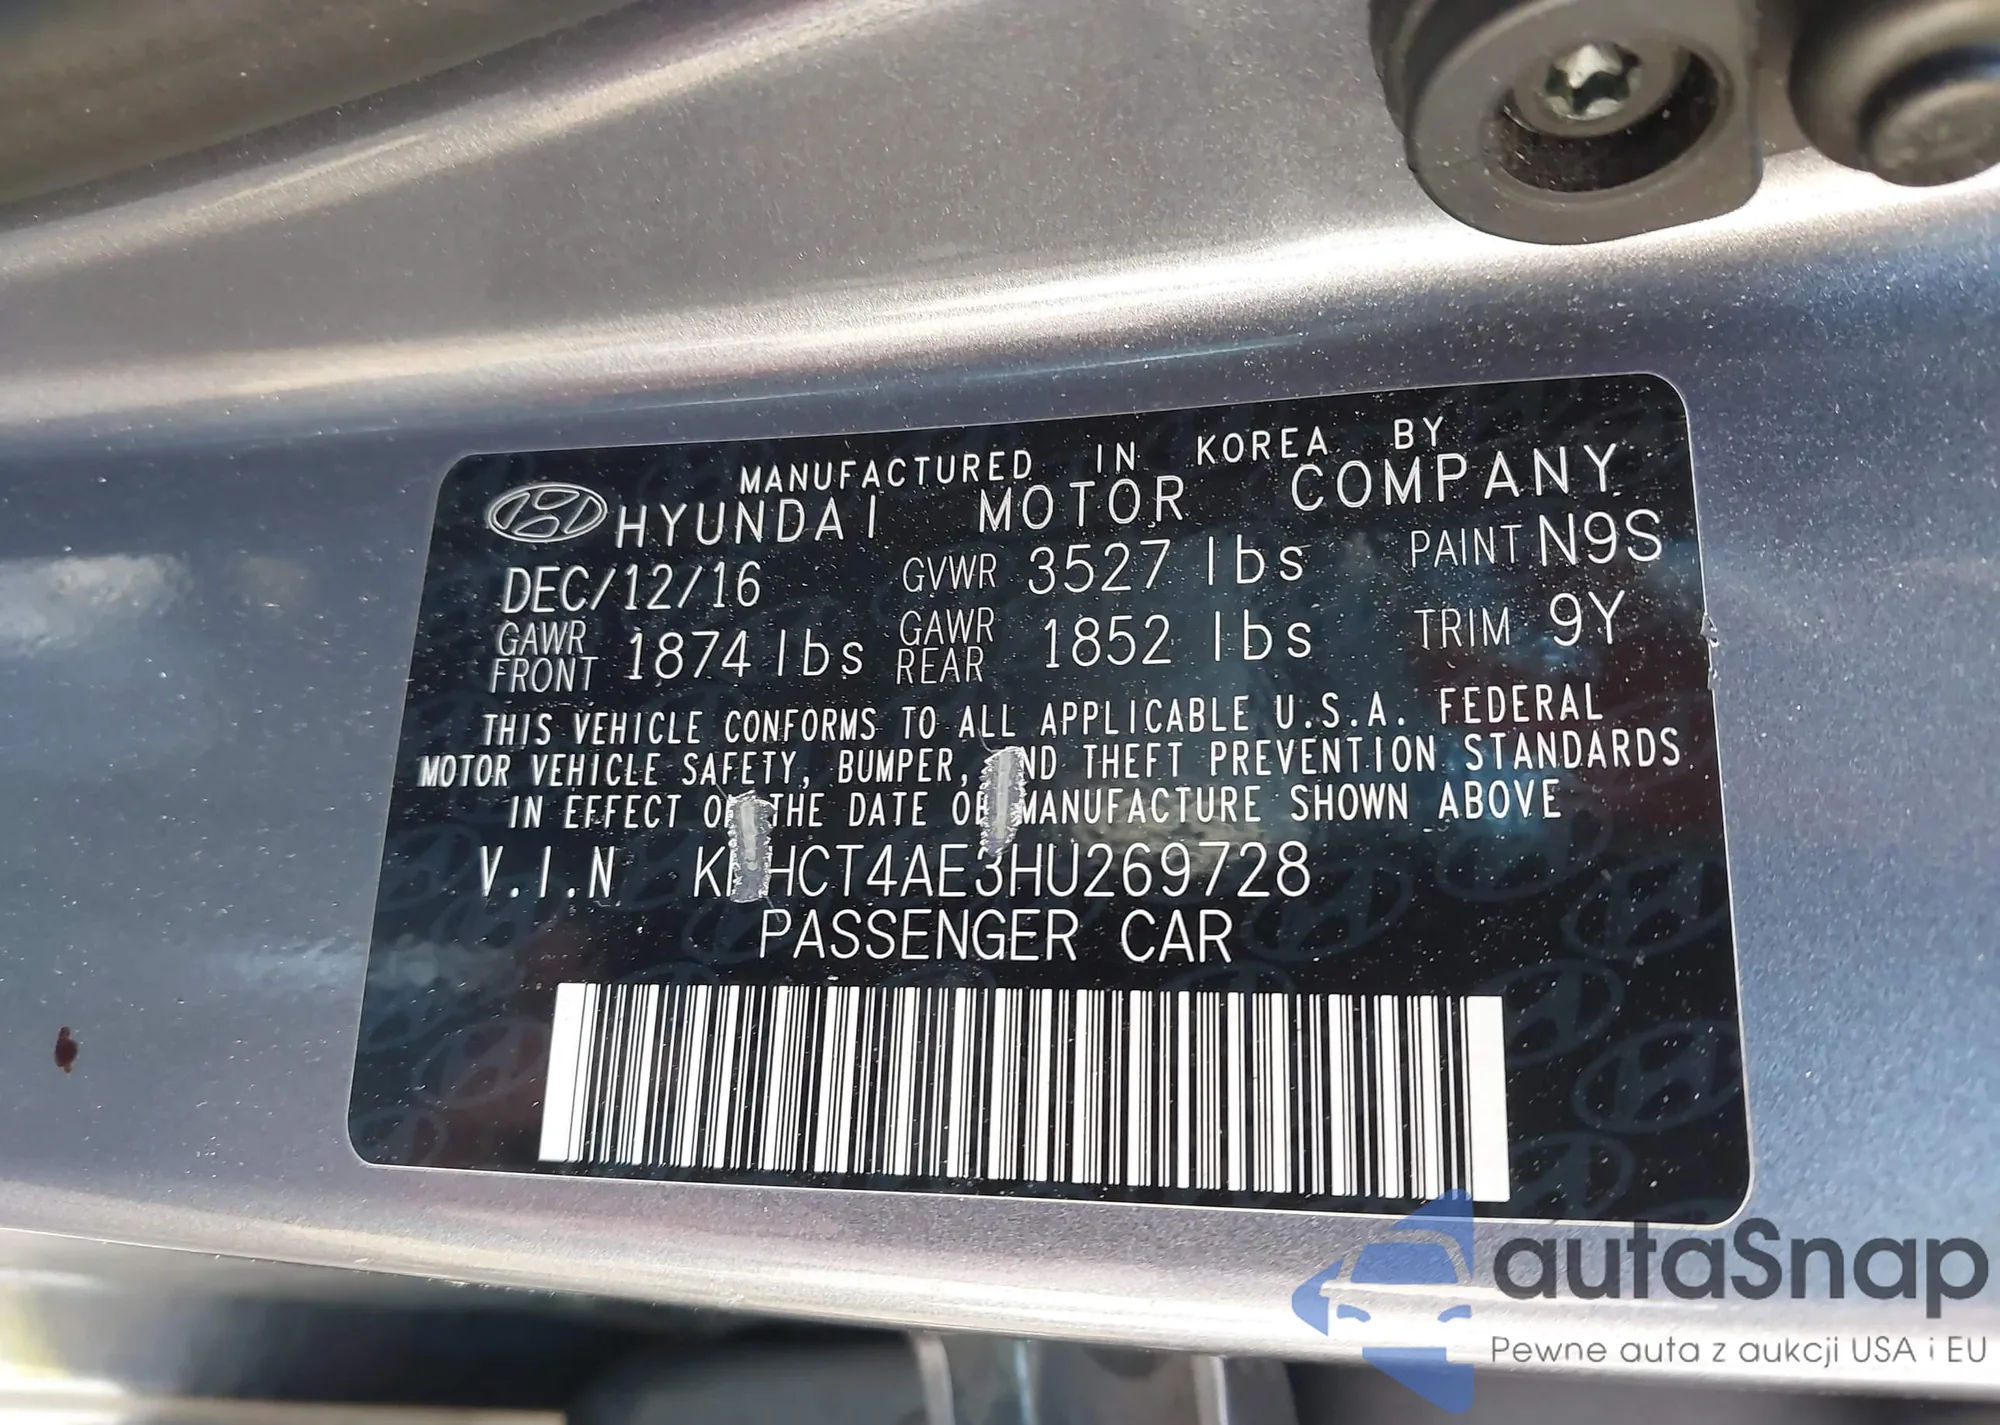 MANUFACTURED IN KOREA BY
HYUNDAI MOTOR COMPANY
DEC/12/16 GVWR 3527 lbs PAINT N9S
GAWR FRONT 1874 lbs GAWR REAR 1852 lbs TRIM 9Y
THIS VEHICLE CONFORMS TO ALL APPLICABLE U.S.A. FEDERAL
MOTOR VEHICLE SAFETY, BUMPER, AND THEFT PREVENTION STANDARDS
IN EFFECT ON THE DATE OF MANUFACTURE SHOWN ABOVE
V.I.N
PASSENGER CAR
autaSnap
Pewne auta z aukcji USA i EU